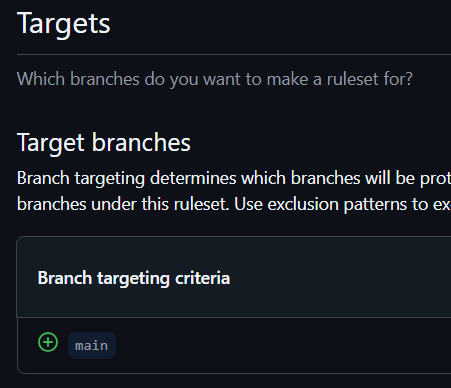 Targets
Which branches do you want to make a ruleset for?
Target branches
Branch targeting determines which branches will be prot
branches under this ruleset. Use exclusion patterns to ex
Branch targeting criteria
main